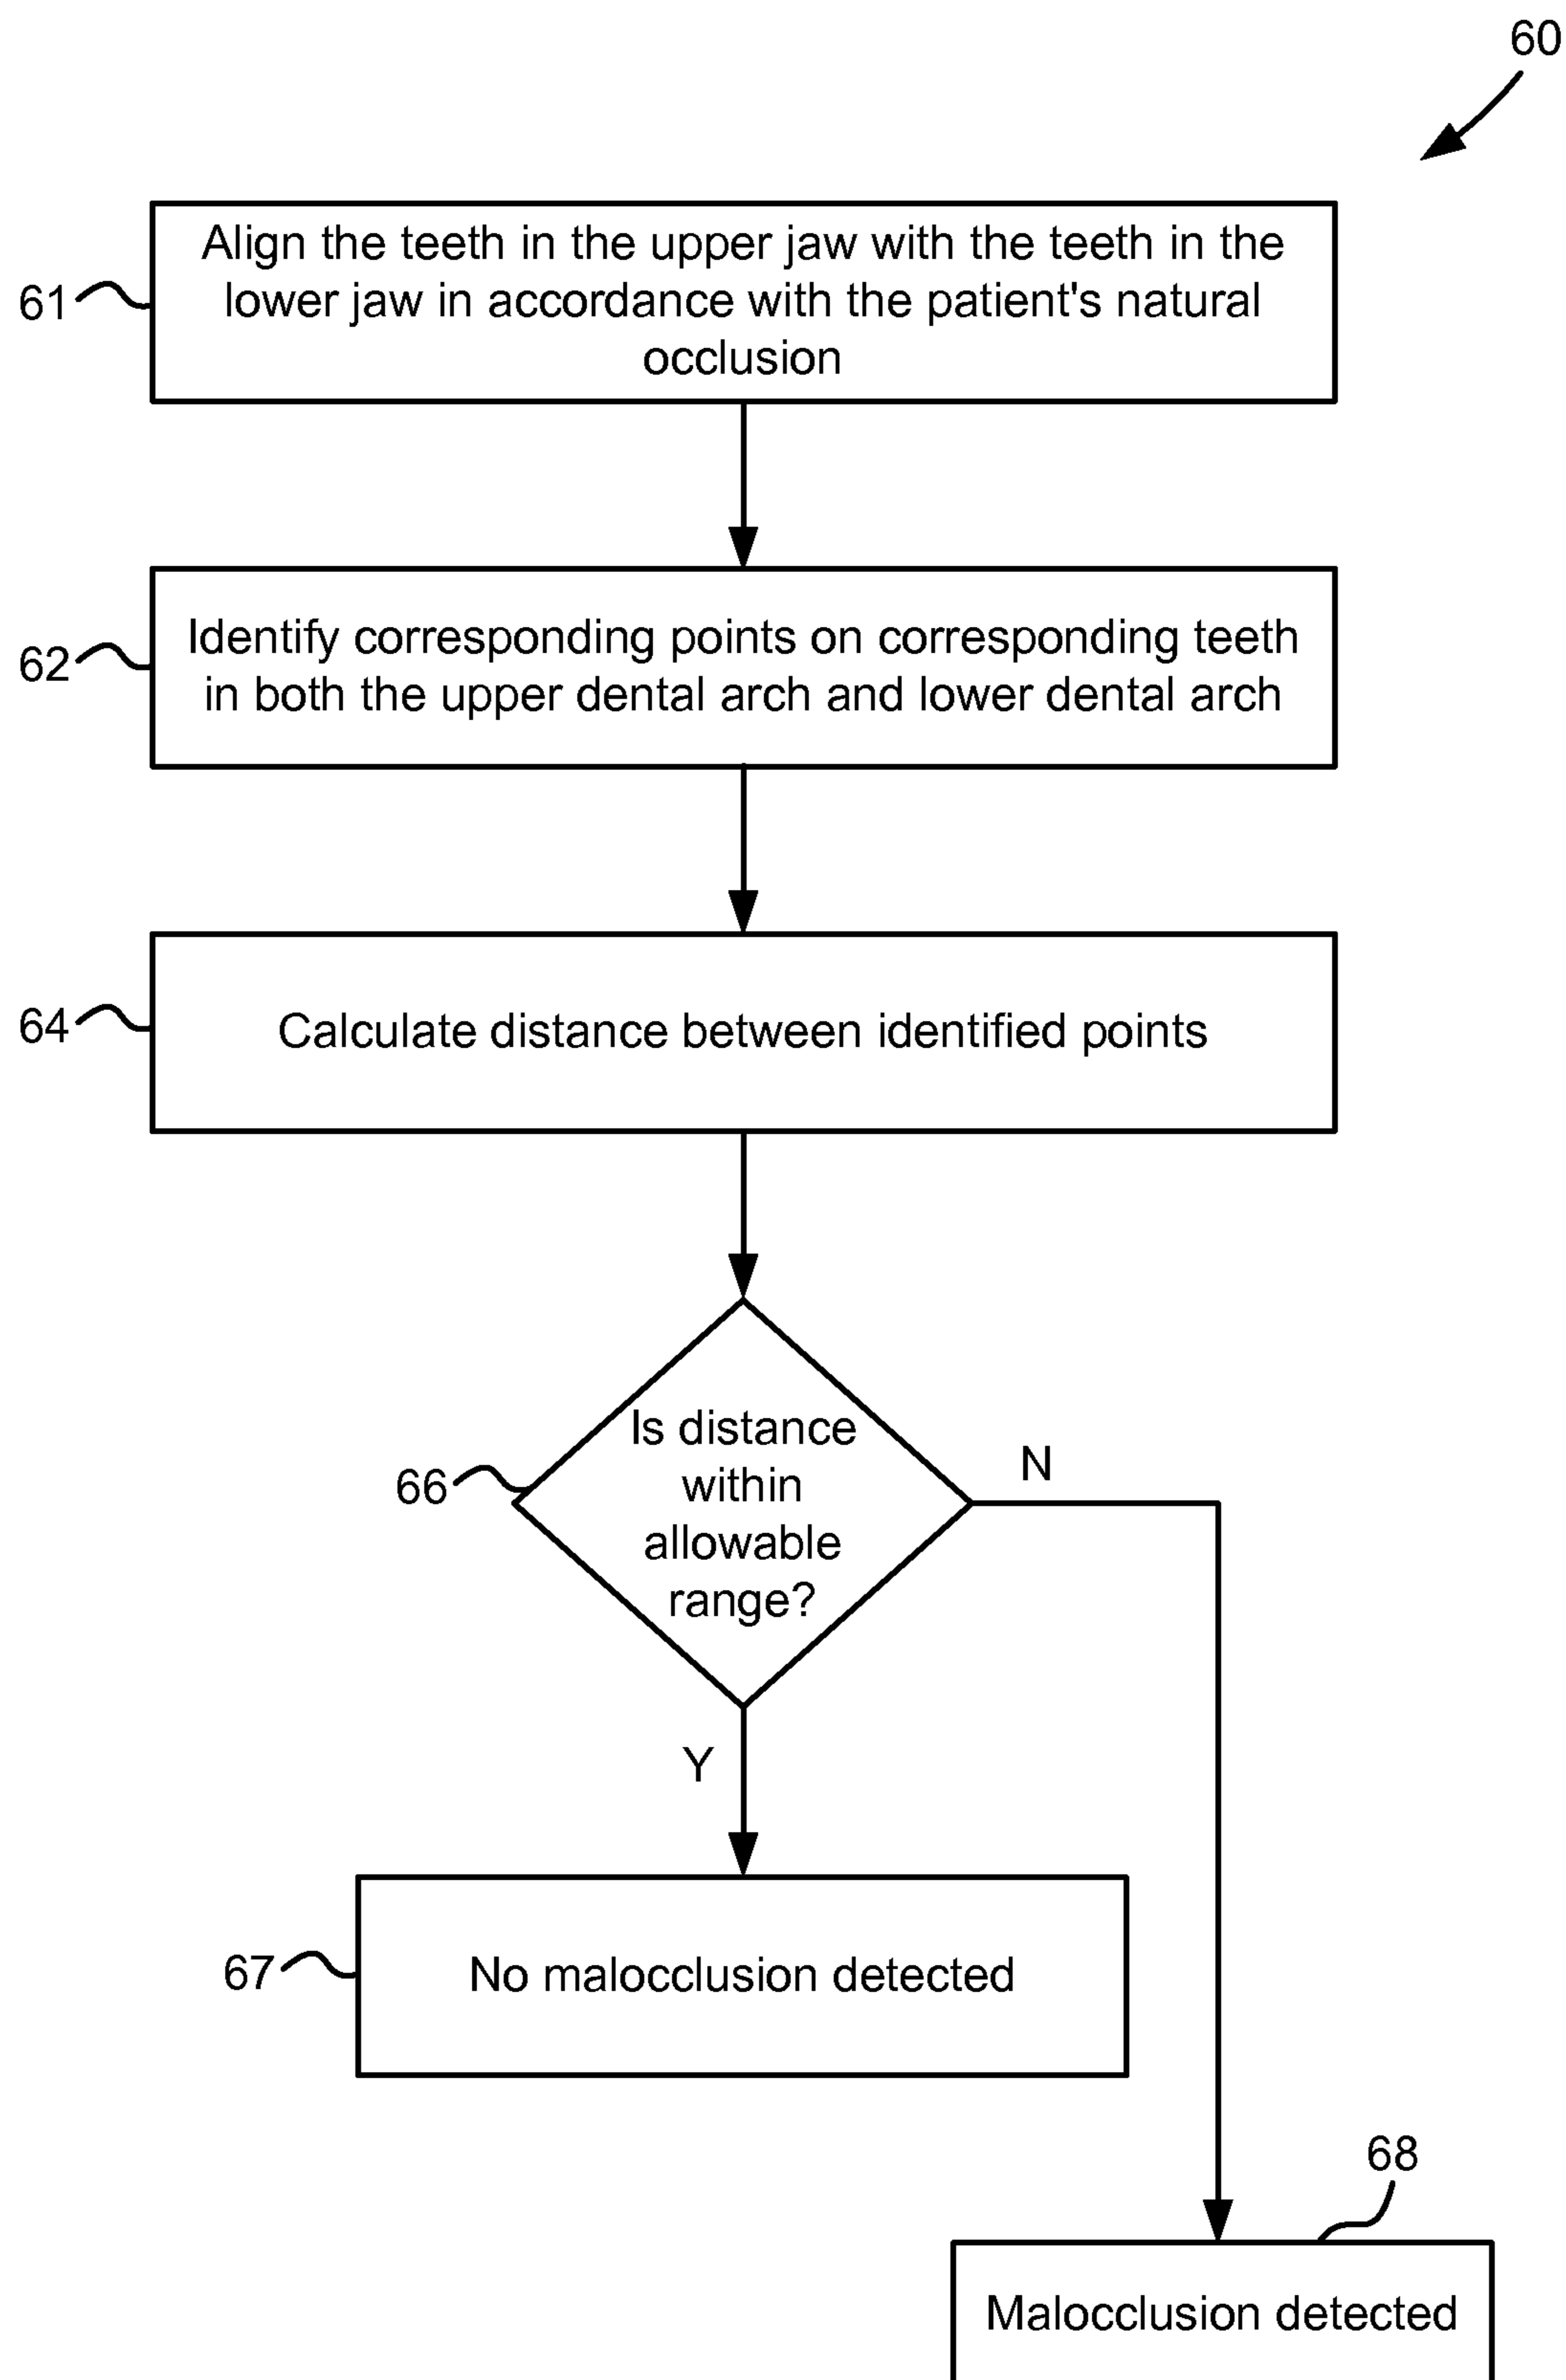 60
61
Align the teeth in the upper jaw with the teeth in the
lower jaw in accordance with the patient's natural
occlusion
62
Identify corresponding points on corresponding teeth
in both the upper dental arch and lower dental arch
64
Calculate distance between identified points
66
Is distance
within
allowable
range?
N
Y
67
No malocclusion detected
68
Malocclusion detected